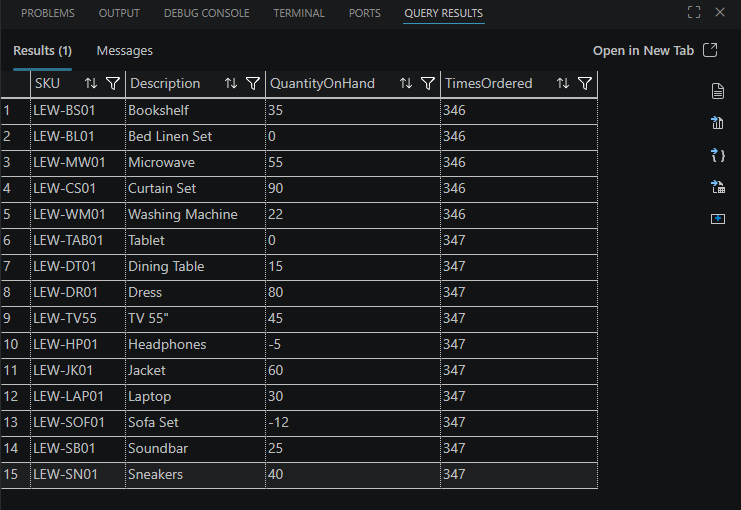 PROBLEMS OUTPUT DEBUG CONSOLE TERMINAL PORTS QUERY RESULTS
Results (1) Messages Open in New Tab
SKU Description QuantityOnHand TimesOrdered
1 LEW-BS01 Bookshelf 35 346
2 LEW-BL01 Bed Linen Set 0 346
3 LEW-MW01 Microwave 55 346
4 LEW-CS01 Curtain Set 90 346
5 LEW-WM01 Washing Machine 22 346
6 LEW-TAB01 Tablet 0 347
7 LEW-DT01 Dining Table 15 347
8 LEW-DR01 Dress 80 347
9 LEW-TV55 TV 55" 45 347
10 LEW-HP01 Headphones -5 347
11 LEW-JK01 Jacket 60 347
12 LEW-LAP01 Laptop 30 347
13 LEW-SOF01 Sofa Set -12 347
14 LEW-SB01 Soundbar 25 347
15 LEW-SN01 Sneakers 40 347